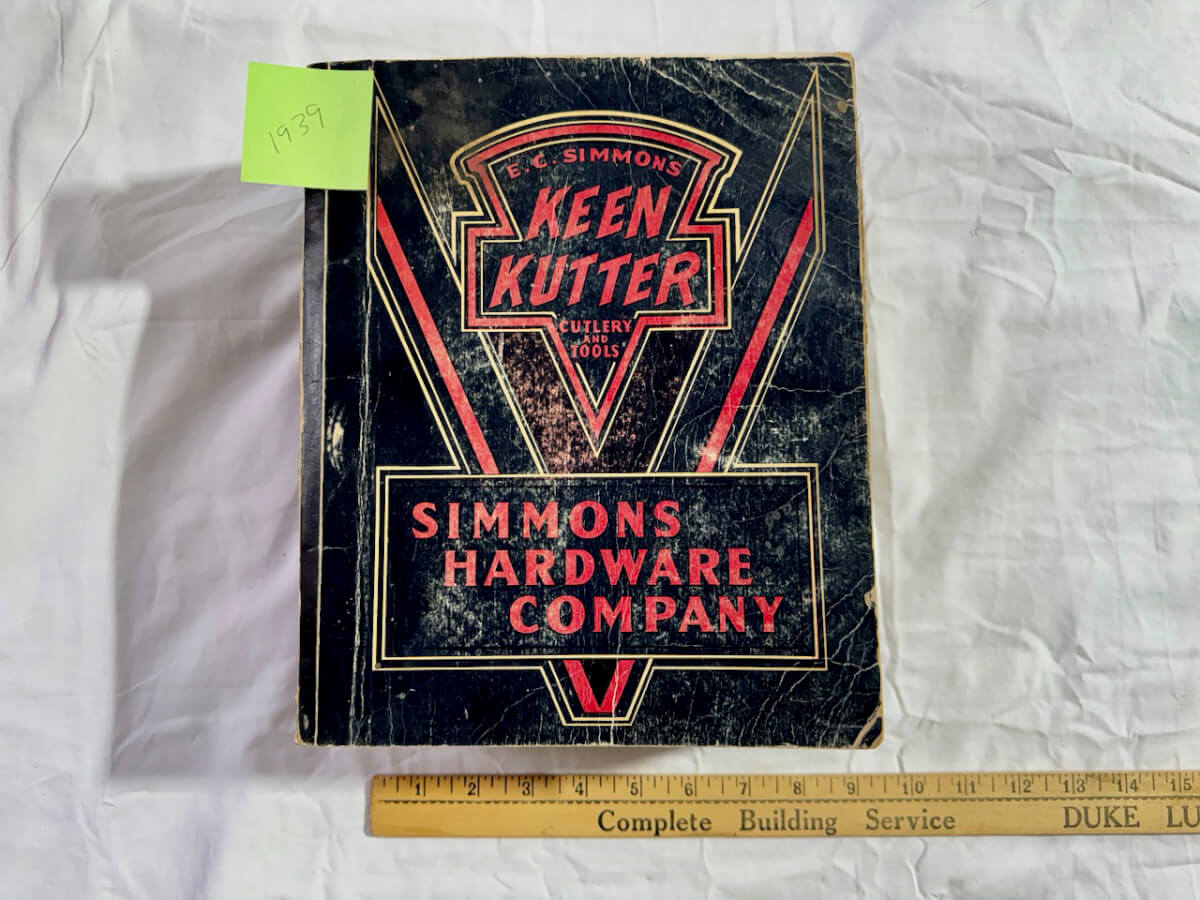 1939
E. C. SIMMONS
KEEN
KUTTER
CUTLERY
AND
TOOLS
SIMMONS
HARDWARE
COMPANY
1 2 3 4 5 6 7 8 9 10 11 12 13 14 15
Complete Building Service DUKE LU